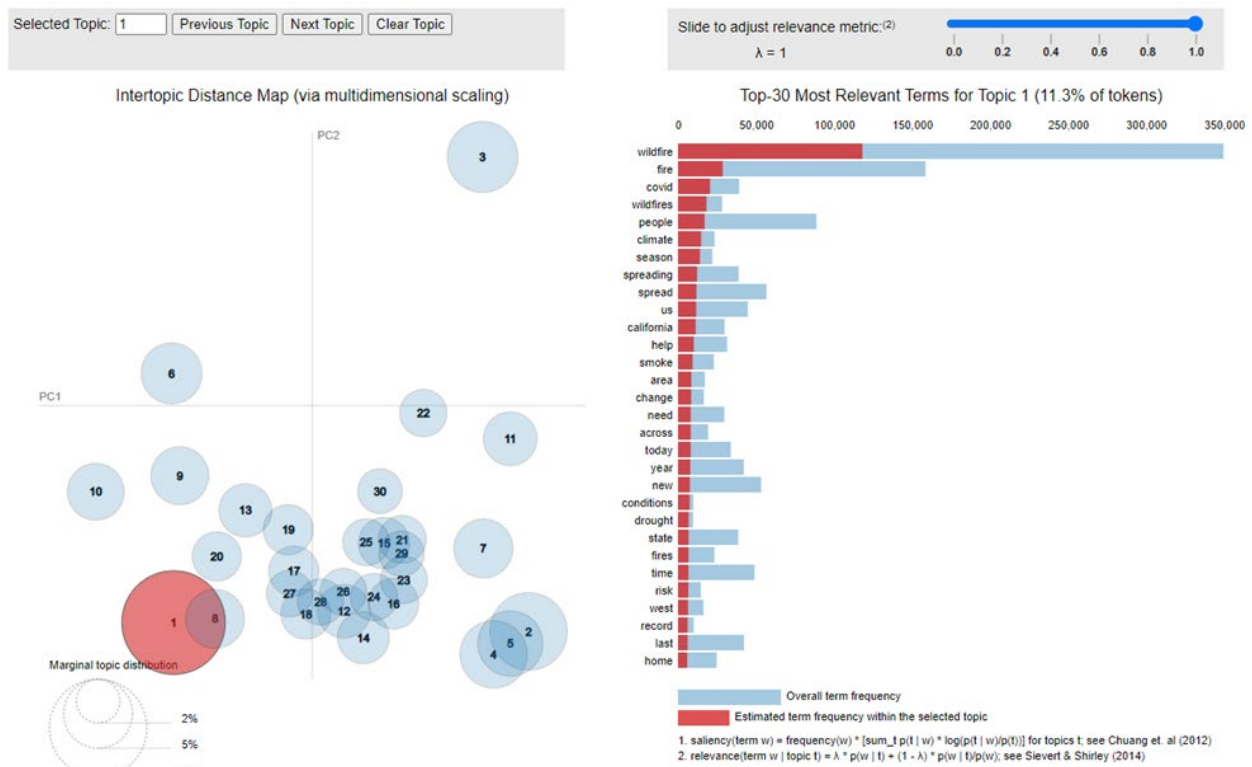 Selected Topic: 1 Previous Topic Next Topic Clear Topic
Slide to adjust relevance metric:(2)
λ = 1
0.0 0.2 0.4 0.6 0.8 1.0
Intertopic Distance Map (via multidimensional scaling)
PC2
PC1
3
6
22
11
9
10
30
13
19
25 15 21
29
7
20
17
23
27
26
28
24
16
18
12
1
8
14
2
5
4
Marginal topic distribution
2%
5%
Top-30 Most Relevant Terms for Topic 1 (11.3% of tokens)
0 50,000 100,000 150,000 200,000 250,000 300,000 350,000
wildfire
fire
covid
wildfires
people
climate
season
spreading
spread
us
california
help
smoke
area
change
need
across
today
year
new
conditions
drought
state
fires
time
risk
west
record
last
home
Overall term frequency
Estimated term frequency within the selected topic
1. saliency(term w) = frequency(w) * [sum_t p(t | w) * log(p(t | w)/p(t))] for topics t; see Chuang et. al (2012)
2. relevance(term w | topic t) = λ * p(w | t) + (1 - λ) * p(w | t)/p(w); see Sievert & Shirley (2014)